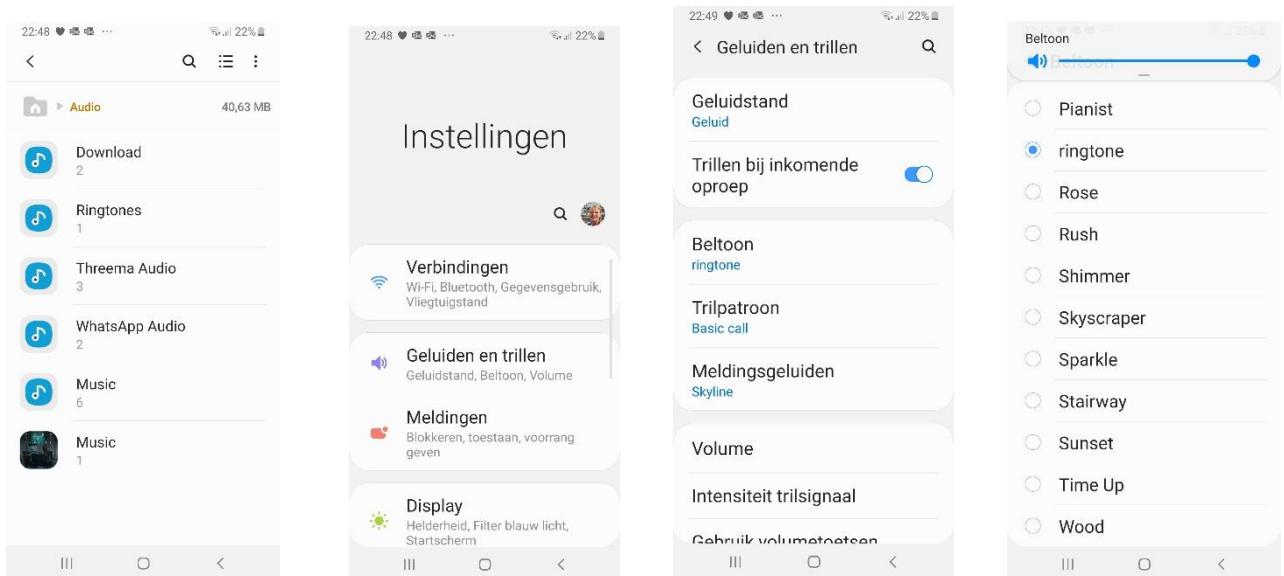 22:48 ... 22%
Audio 40,63 MB
Download
2
Ringtones
1
Threema Audio
3
WhatsApp Audio
2
Music
6
Music
1
22:48 ... 22%
Instellingen
Verbindingen
Wi-Fi, Bluetooth, Gegevensgebruik,
Vliegtuigstand
Geluiden en trillen
Geluidstand, Beltoon, Volume
Meldingen
Blokkeren, toestaan, voorrang
geven
Display
Helderheid, Filter blauw licht,
Startscherm
22:49 ... 22%
Geluiden en trillen
Geluidstand
Geluid
Trillen bij inkomende
oproep
Beltoon
ringtone
Trilpatroon
Basic call
Meldingsgeluiden
Skyline
Volume
Intensiteit trilsignaal
Gebruik volumetoetsen
Beltoon
Beltoon
Pianist
ringtone
Rose
Rush
Shimmer
Skyscraper
Sparkle
Stairway
Sunset
Time Up
Wood